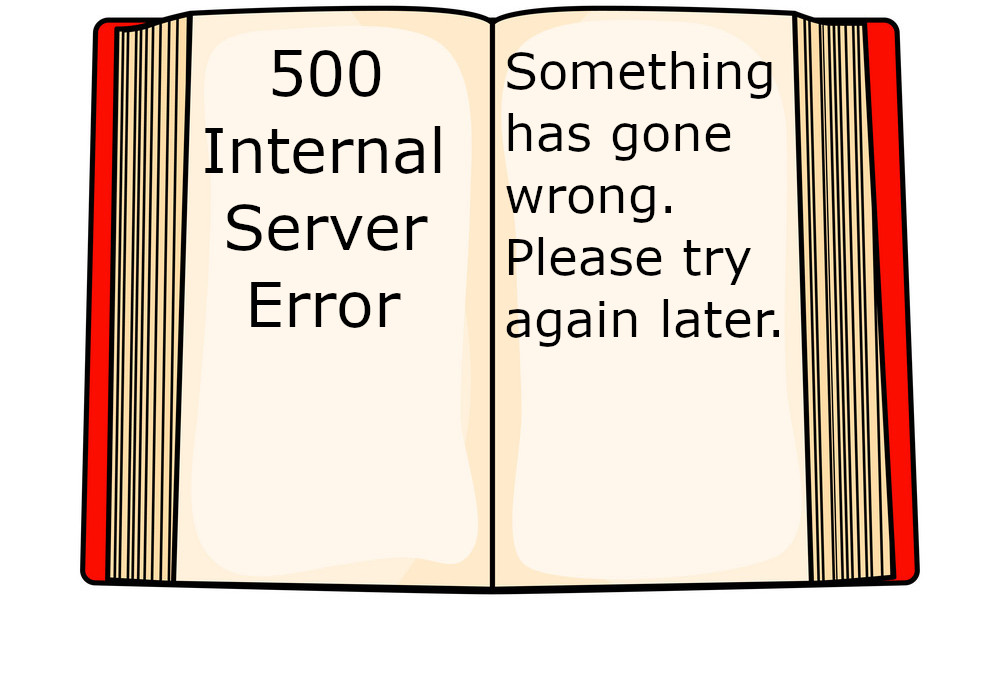 500
Internal
Server
Error
Something
has gone
wrong.
Please try
again later.